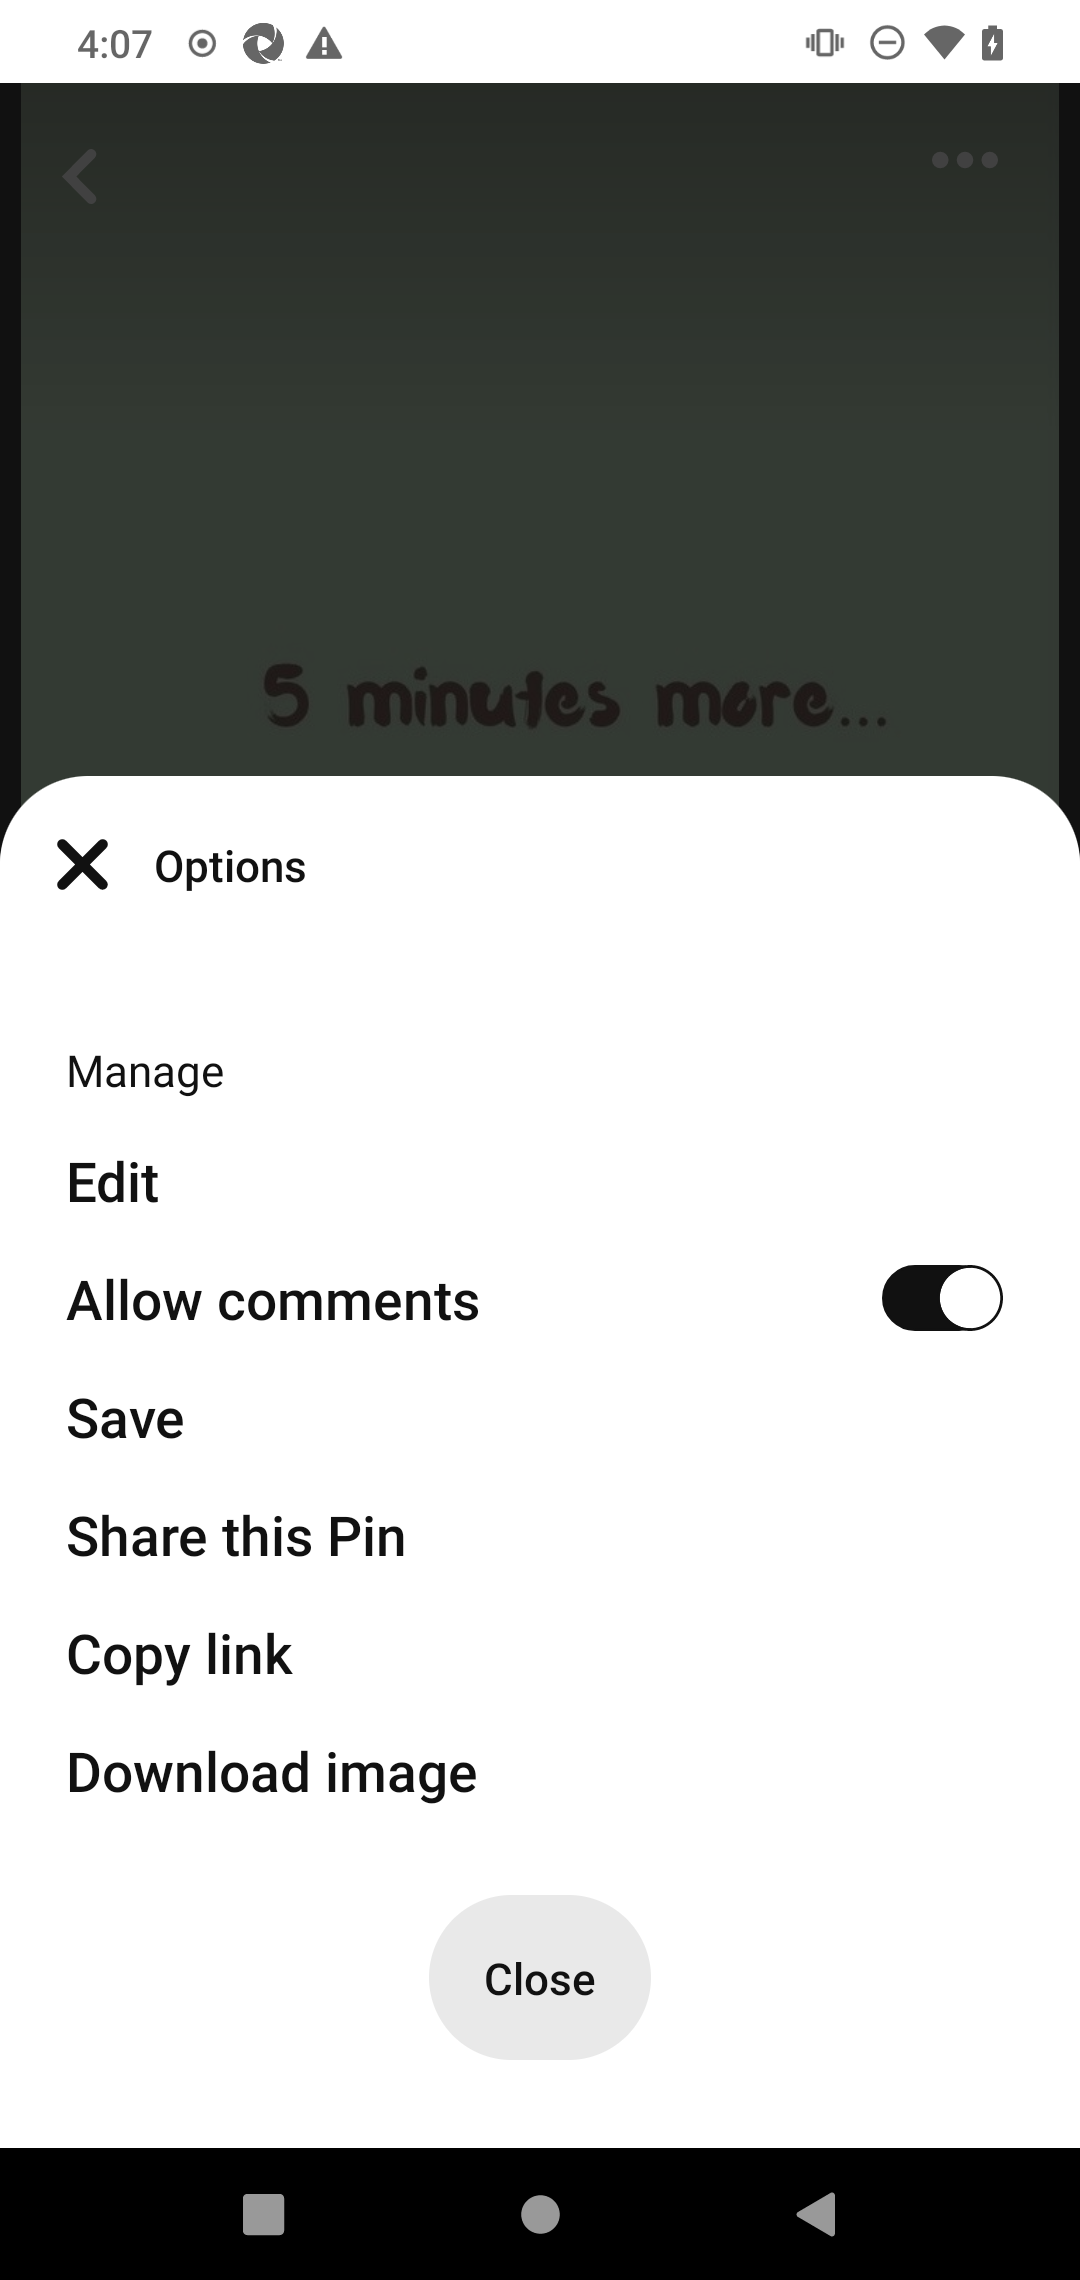 4:07
5 minutes more...
Options
Manage
Edit
Allow comments
Save
Share this Pin
Copy link
Download image
Close